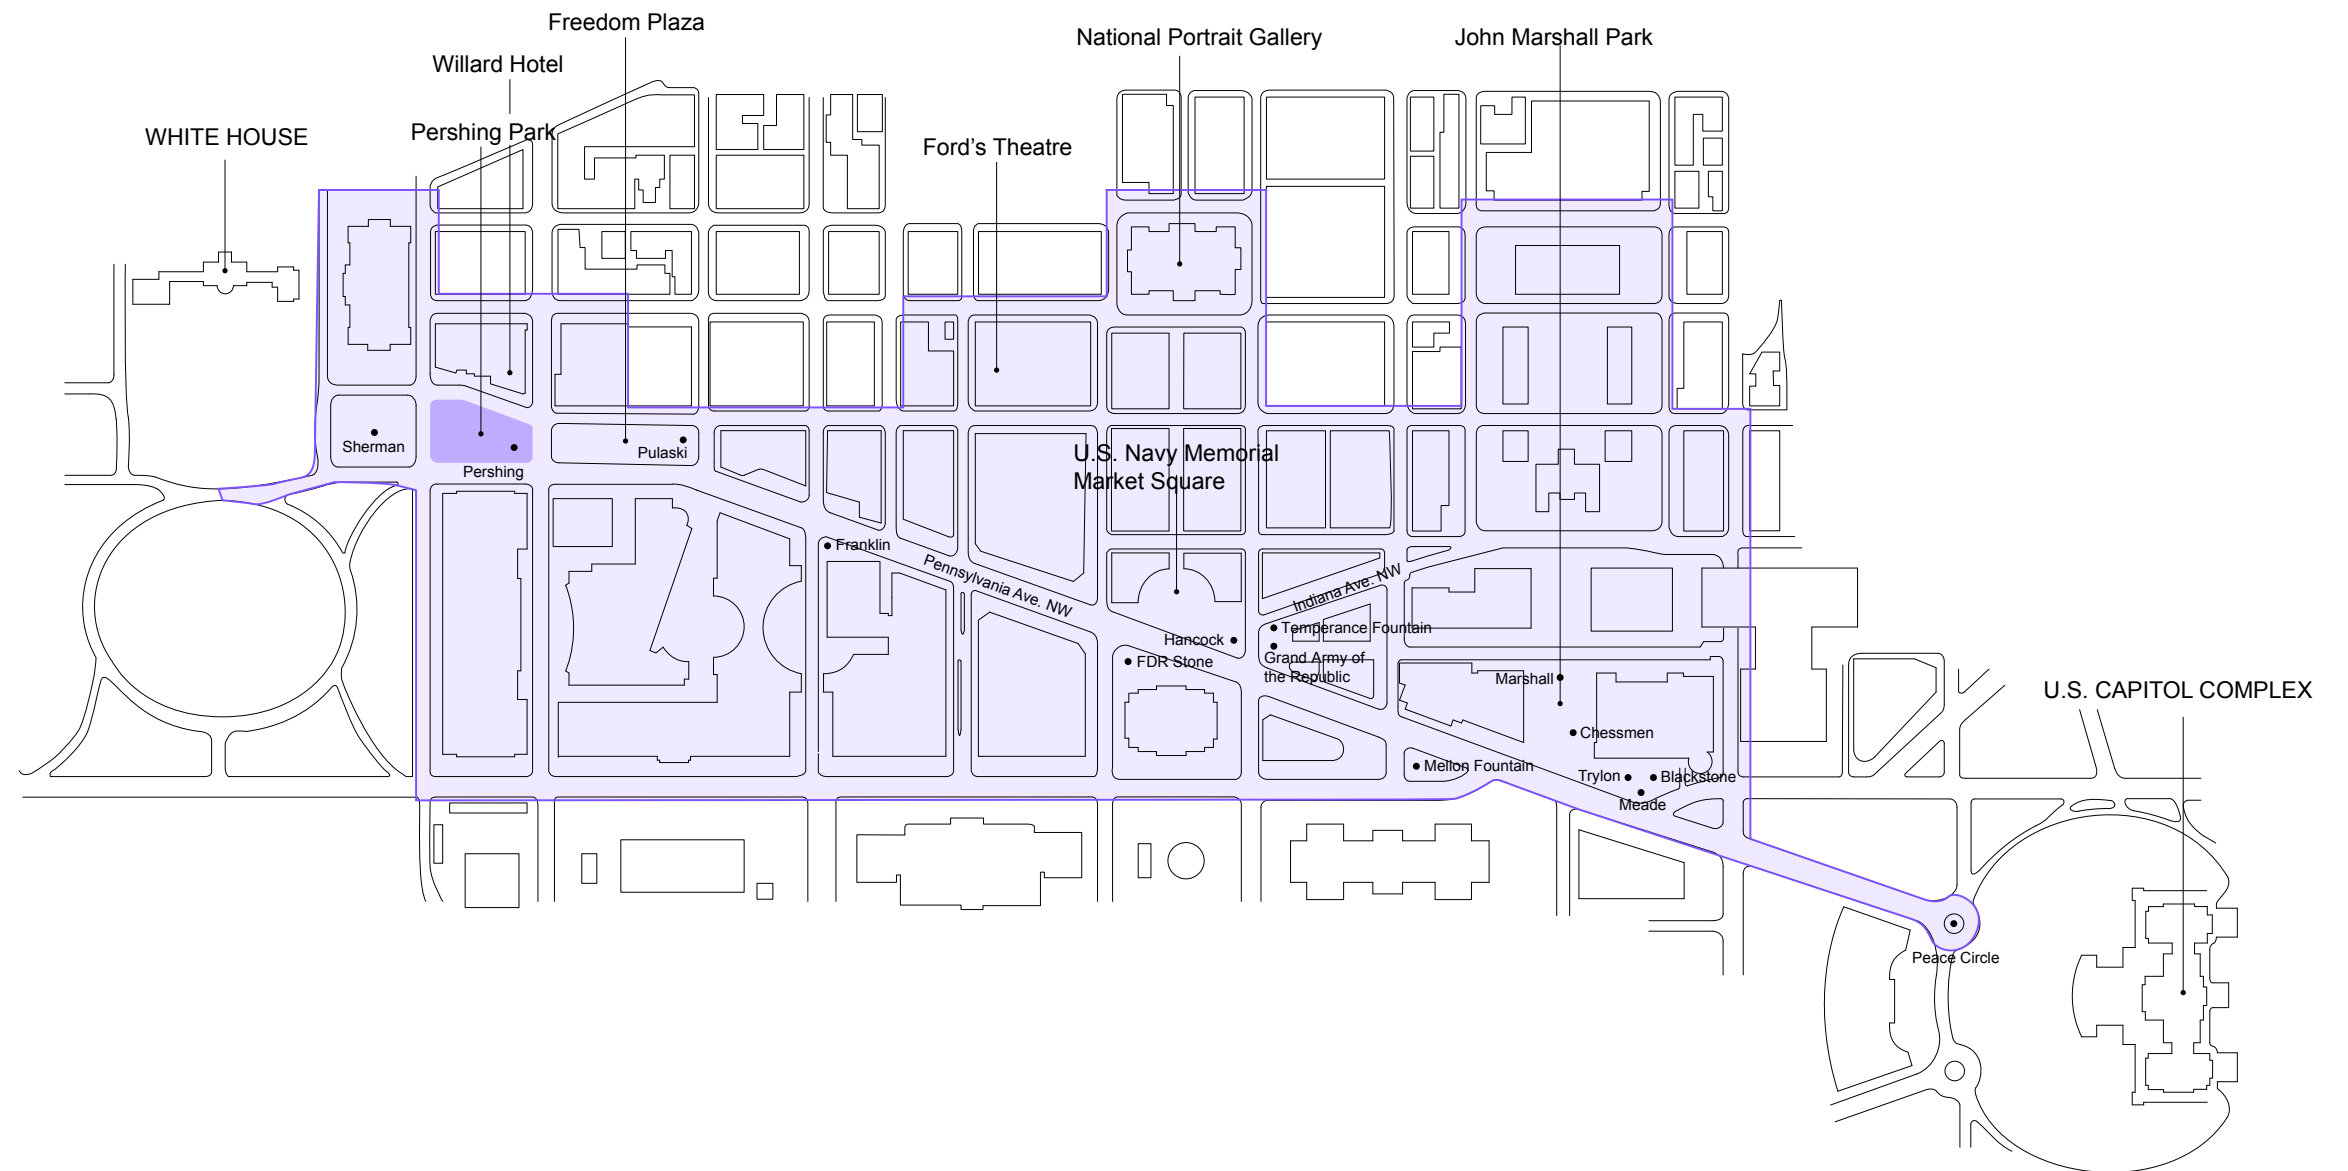 Freedom Plaza
National Portrait Gallery
John Marshall Park
Willard Hotel
WHITE HOUSE
Pershing Park
Ford’s Theatre
Sherman
Pershing
Pulaski
U.S. Navy Memorial
Market Square
Franklin
Pennsylvania Ave. NW
Indiana Ave. NW
Hancock
Temperance Fountain
FDR Stone
Grand Army of
the Republic
Marshall
U.S. CAPITOL COMPLEX
Chessmen
Mellon Fountain
Trylon
Blackstone
Meade
Peace Circle